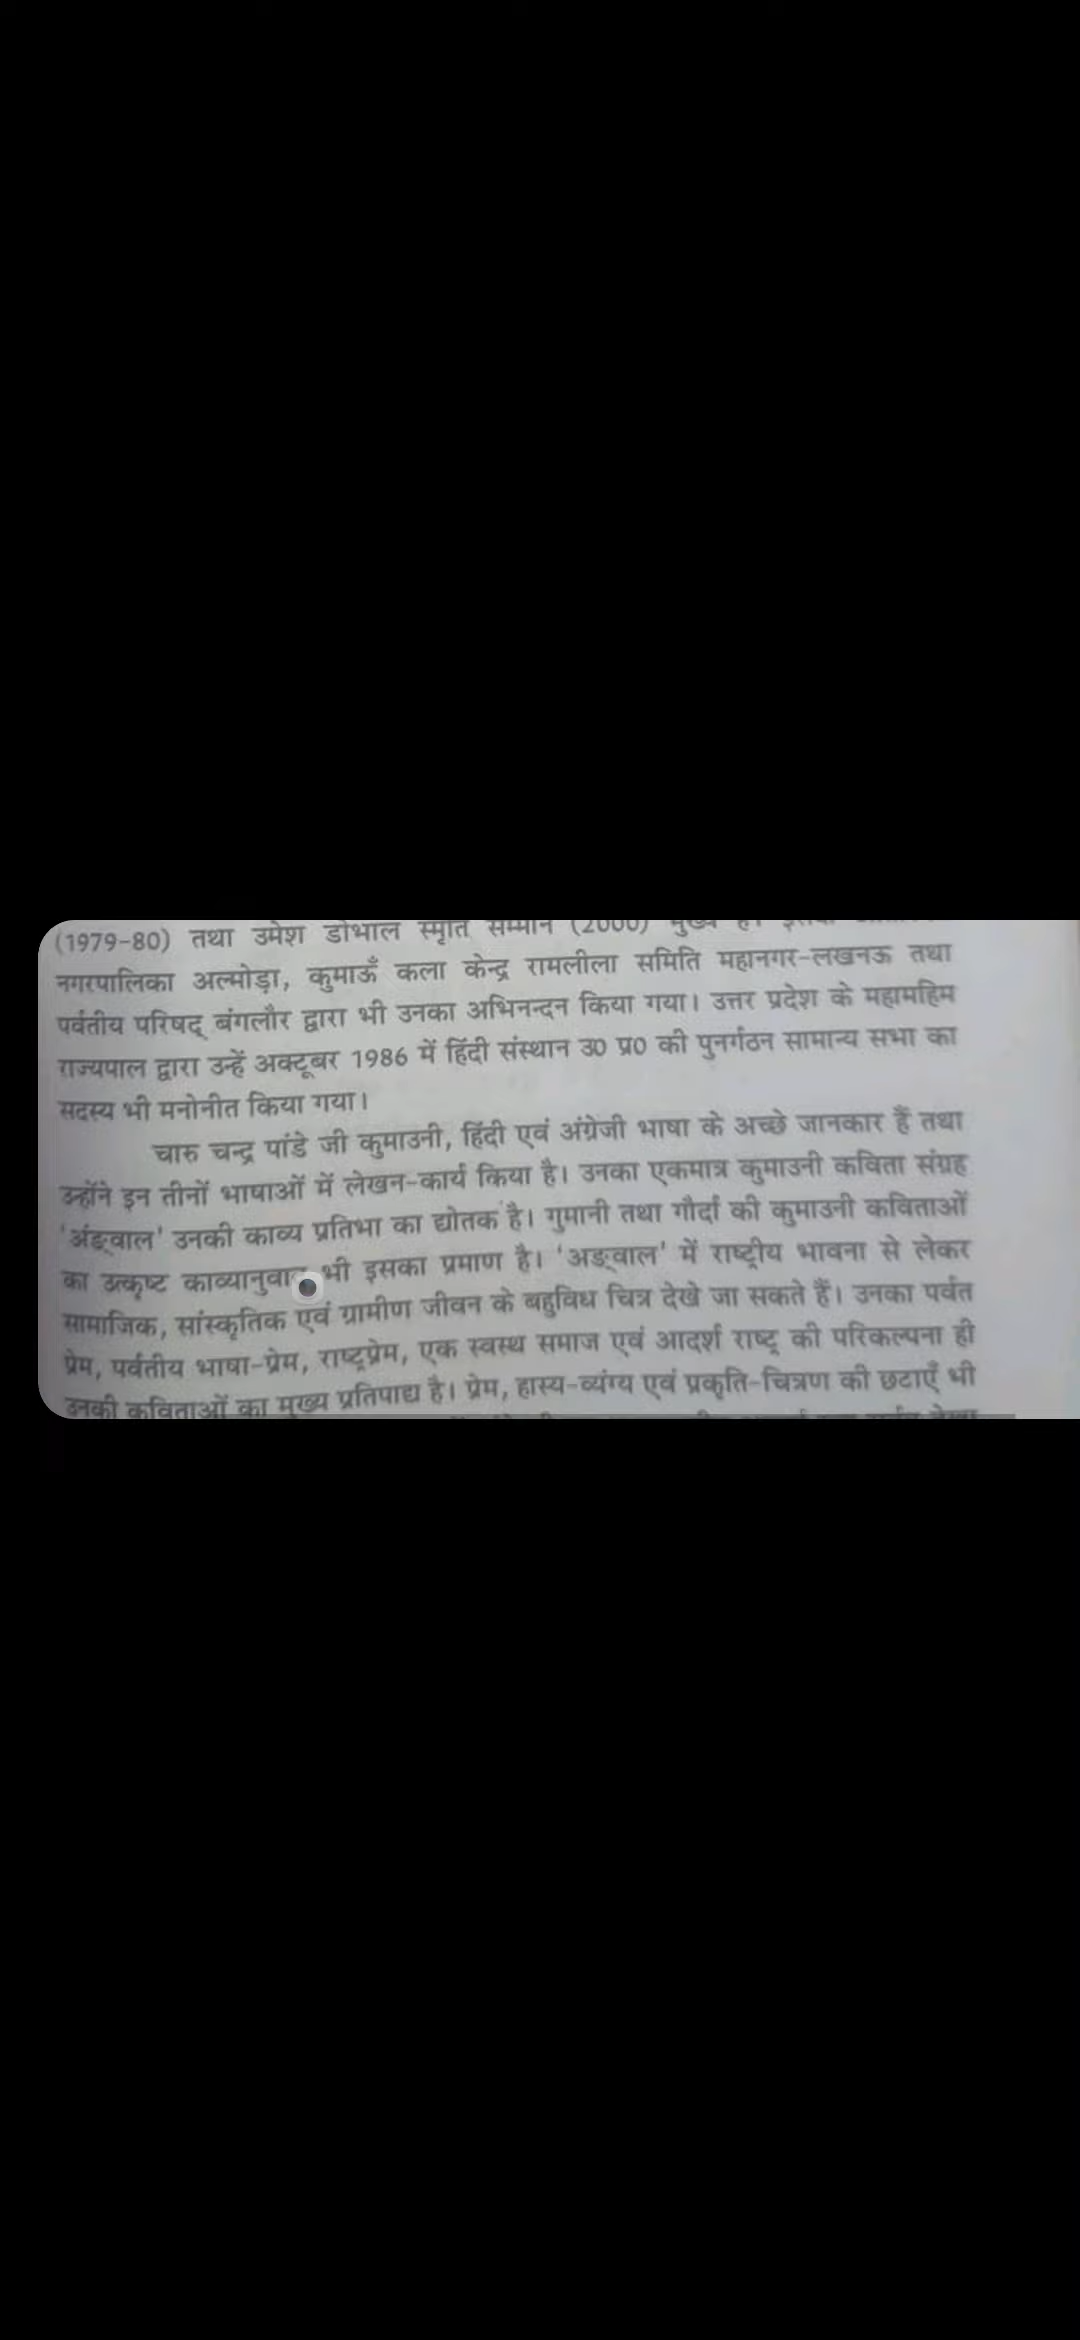 (1979-80) तथा उमेश डोभाल स्मृति सम्मान (2000) मुख्य
नगरपालिका अल्मोड़ा, कुमाऊँ कला केन्द्र रामलीला समिति महानगर-लखनऊ तथा
पर्वतीय परिषद् बंगलौर द्वारा भी उनका अभिनन्दन किया गया। उत्तर प्रदेश के महामहिम
राज्यपाल द्वारा उन्हें अक्टूबर 1986 में हिंदी संस्थान उ0 प्र0 की पुनर्गठन सामान्य सभा का
सदस्य भी मनोनीत किया गया।
चारु चन्द्र पांडे जी कुमाउनी, हिंदी एवं अंग्रेजी भाषा के अच्छे जानकार हैं तथा
उन्होंने इन तीनों भाषाओं में लेखन-कार्य किया है। उनका एकमात्र कुमाउनी कविता संग्रह
'अंङ्वाल' उनकी काव्य प्रतिभा का द्योतक है। गुमानी तथा गौर्दा की कुमाउनी कविताओं
का उत्कृष्ट भी इसका प्रमाण है। 'अङ्वाल' में राष्ट्रीय भावना से लेकर
सामाजिक, सांस्कृतिक एवं ग्रामीण जीवन के बहुविध चित्र देखे जा सकते हैं। उनका पर्वत
प्रेम, पर्वतीय भाषा-प्रेम, राष्ट्रप्रेम, एक स्वस्थ समाज एवं आदर्श राष्ट्र की परिकल्पना ही
उनकी कविताओं का मुख्य प्रतिपाद्य है। प्रेम, हास्य-व्यंग्य एवं प्रकृति-चित्रण की छटाएँ भी